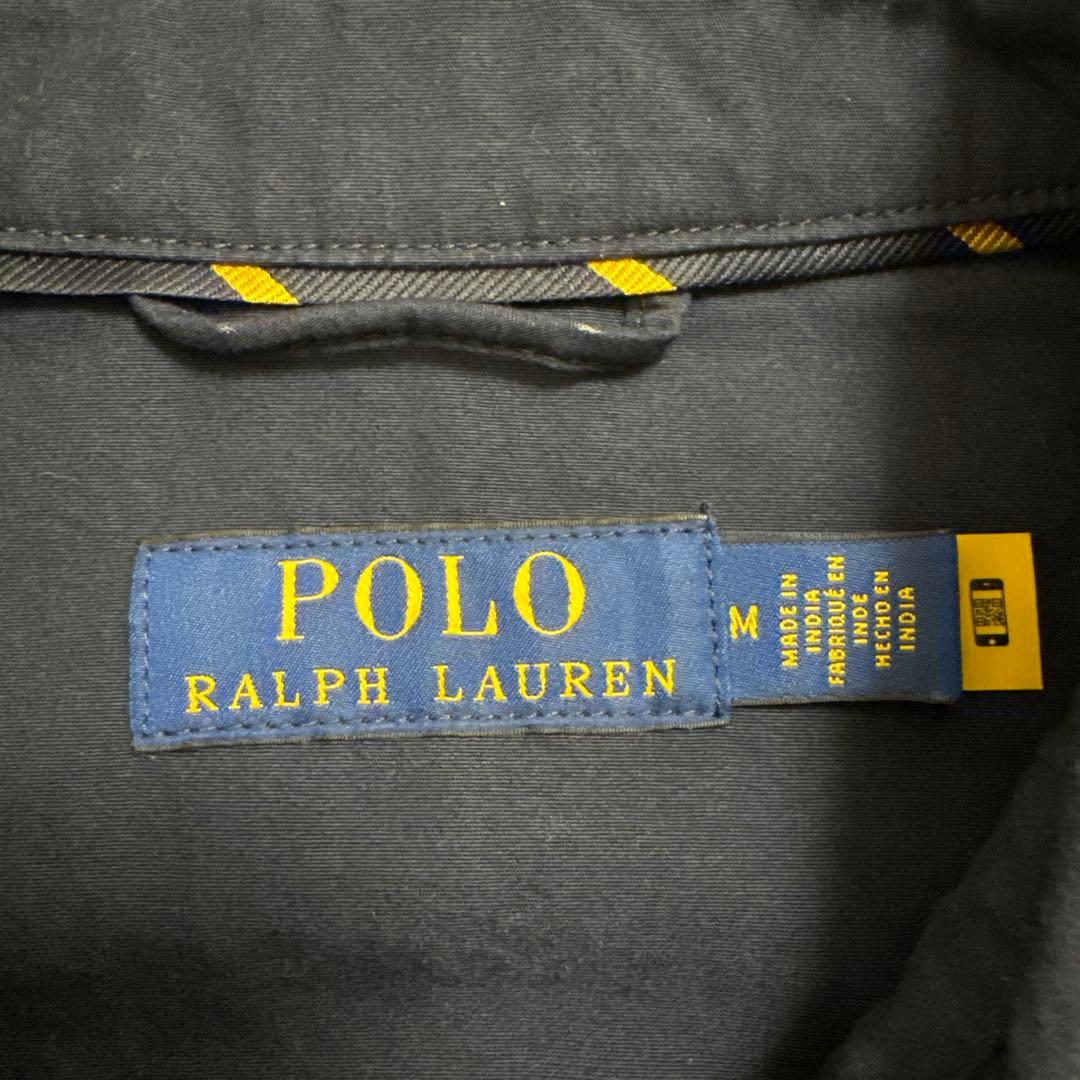 POLO
RALPH LAUREN
M
MADE IN
INDIA
FABRIQUÉ EN
INDE
HECHO EN
INDIA